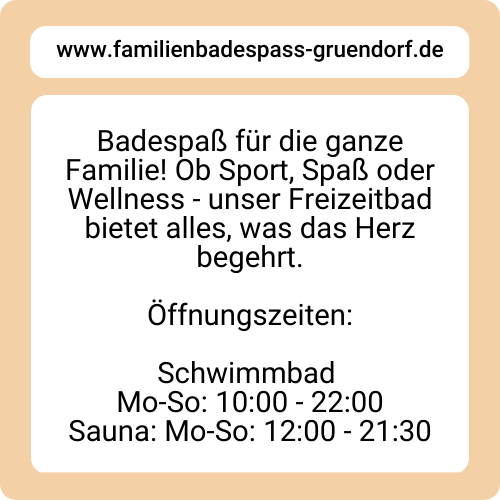 www.familienbadespass-gruendorf.de
Badespaß für die ganze
Familie! Ob Sport, Spaß oder
Wellness - unser Freizeitbad
bietet alles, was das Herz
begehrt.
Öffnungszeiten:
Schwimmbad
Mo-So: 10:00 - 22:00
Sauna: Mo-So: 12:00 - 21:30